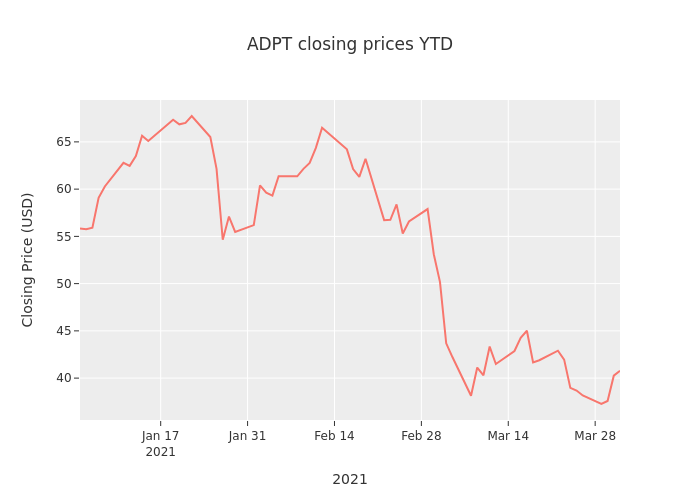 ADPT closing prices YTD
Closing Price (USD)
65
60
55
50
45
40
Jan 17
2021
Jan 31
Feb 14
Feb 28
Mar 14
Mar 28
2021